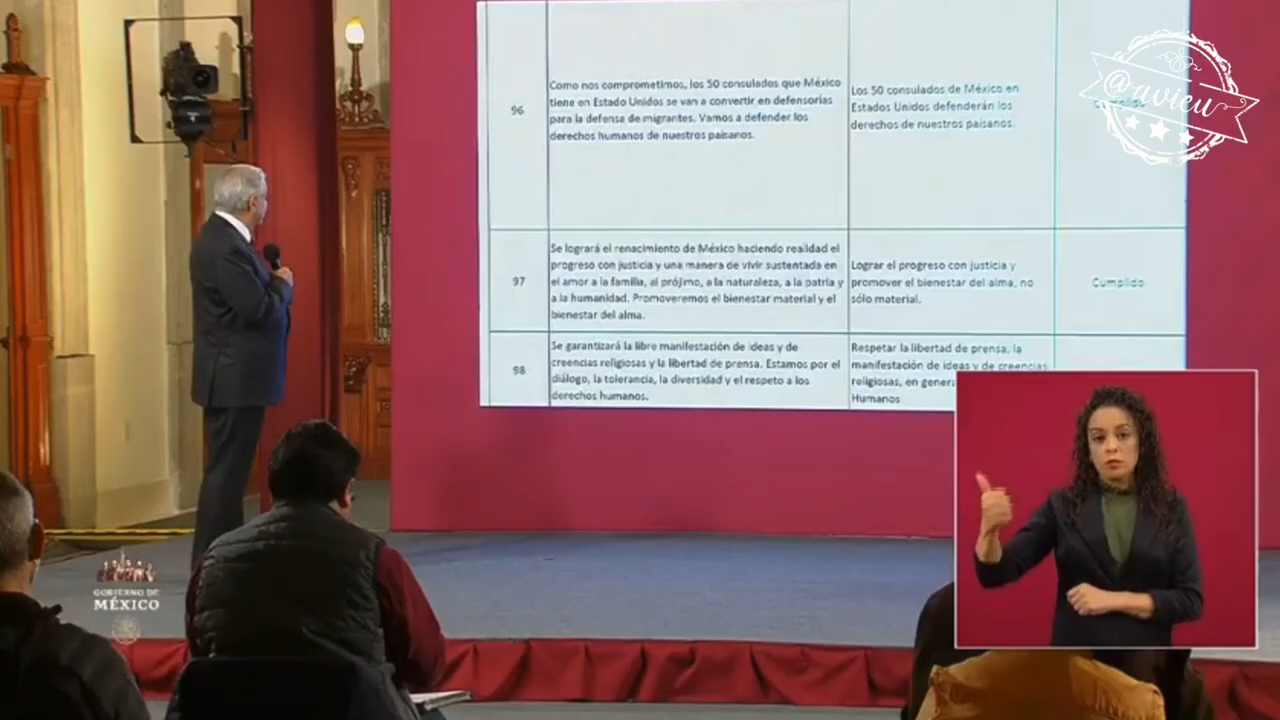 @avieu
96
Como nos comprometimos, los 50 consulados que México
tiene en Estado Unidos se van a convertir en defensorías
para la defensa de migrantes. Vamos a defender los
derechos humanos de nuestros paisanos.
Los 50 consulados de México en
Estados Unidos defenderán los
derechos de nuestros paisanos.
97
Se logrará el renacimiento de México haciendo realidad el
progreso con justicia y una manera de vivir sustentada en
el amor a la familia, al prójimo, a la naturaleza, a la patria y
a la humanidad. Promoveremos el bienestar material y el
bienestar del alma.
Lograr el progreso con justicia y
promover el bienestar del alma, no
sólo material.
Cumplido
98
Se garantizará la libre manifestación de ideas y de
creencias religiosas y la libertad de prensa. Estamos por el
diálogo, la tolerancia, la diversidad y el respeto a los
derechos humanos.
Respetar la libertad de prensa, la
manifestación de ideas y de creencias
religiosas, en genera
Humanos
GOBIERNO DE
MÉXICO